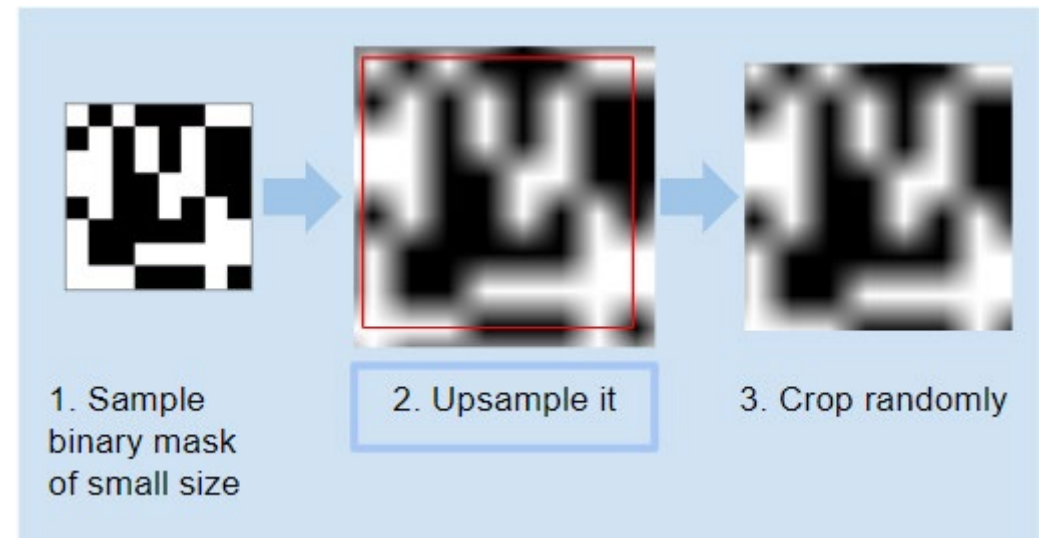 1. Sample
binary mask
of small size
2. Upsample it
3. Crop randomly